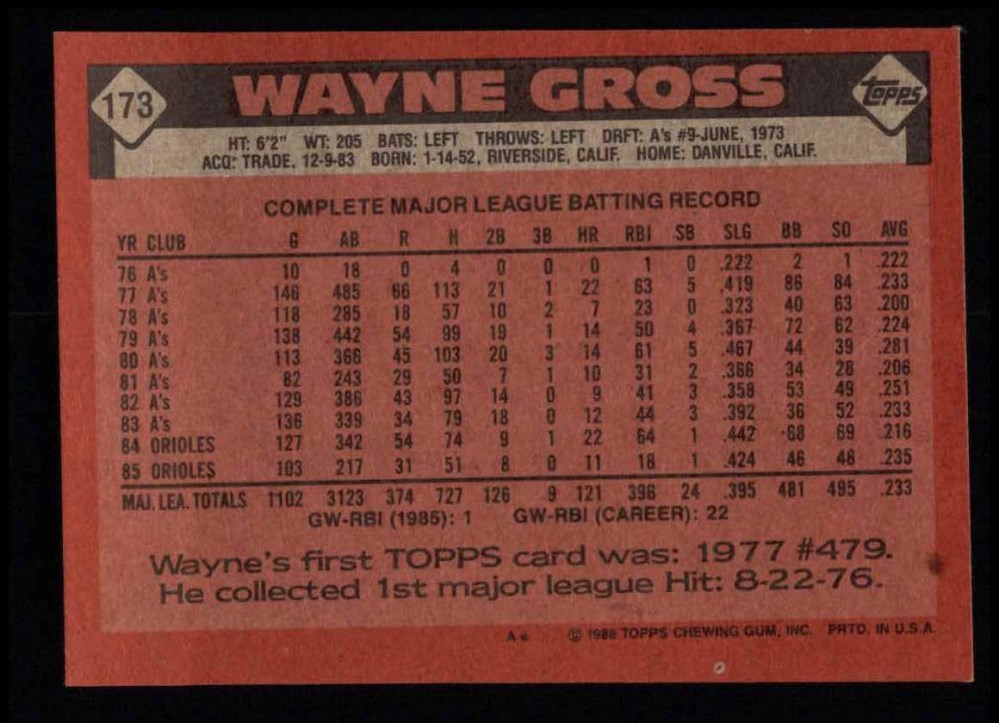 173
WAYNE GROSS
TOPPS
HT: 6'2" WT: 205 BATS: LEFT THROWS: LEFT DRFT: A's #9-JUNE, 1973
ACQ: TRADE, 12-9-83 BORN: 1-14-52, RIVERSIDE, CALIF. HOME: DANVILLE, CALIF.
COMPLETE MAJOR LEAGUE BATTING RECORD
YR CLUB G AB R H 2B 3B HR RBI SB SLG BB SO AVG
76 A's 10 18 0 4 0 0 0 1 0 .222 2 1 .222
77 A's 146 485 66 113 21 1 22 63 5 .419 86 84 .233
78 A's 118 285 18 57 10 2 7 23 0 .323 40 63 .200
79 A's 138 442 54 99 19 1 14 50 4 .367 72 62 .224
80 A's 113 366 45 103 20 3 14 61 5 .467 44 39 .281
81 A's 82 243 29 50 7 1 10 31 2 .366 34 28 .206
82 A's 129 386 43 97 14 0 9 41 3 .358 53 49 .251
83 A's 136 339 34 79 18 0 12 44 3 .392 36 52 .233
84 ORIOLES 127 342 54 74 9 1 22 64 1 .442 68 69 .216
85 ORIOLES 103 217 31 51 8 0 11 18 1 .424 46 48 .235
MAJ. LEA. TOTALS 1102 3123 374 727 126 9 121 396 24 .395 481 495 .233
GW-RBI (1985): 1 GW-RBI (CAREER): 22
Wayne's first TOPPS card was: 1977 #479.
He collected 1st major league Hit: 8-22-76.
A* © 1986 TOPPS CHEWING GUM, INC. PRTD. IN U.S.A.